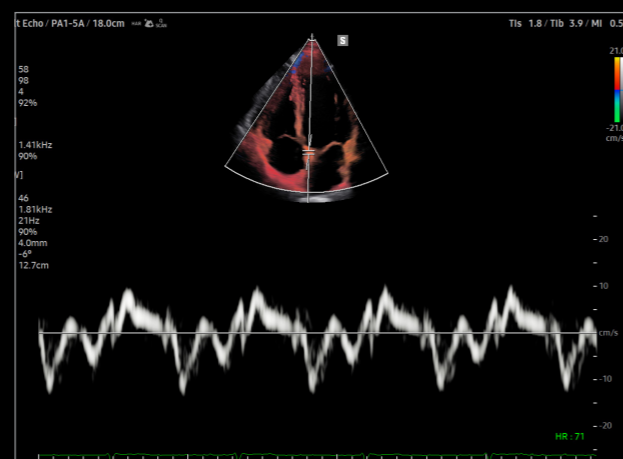 t Echo / PA1-5A / 18.0cm HAR Q SCAN
TIs 1.8 / TIb 3.9 / MI 0.5
S
58
98
4
92%
1.41kHz
90%
V]
46
1.81kHz
21Hz
90%
4.0mm
-6°
12.7cm
21.0
-21.0
cm/s
20
10
cm/s
-10
-20
HR : 71